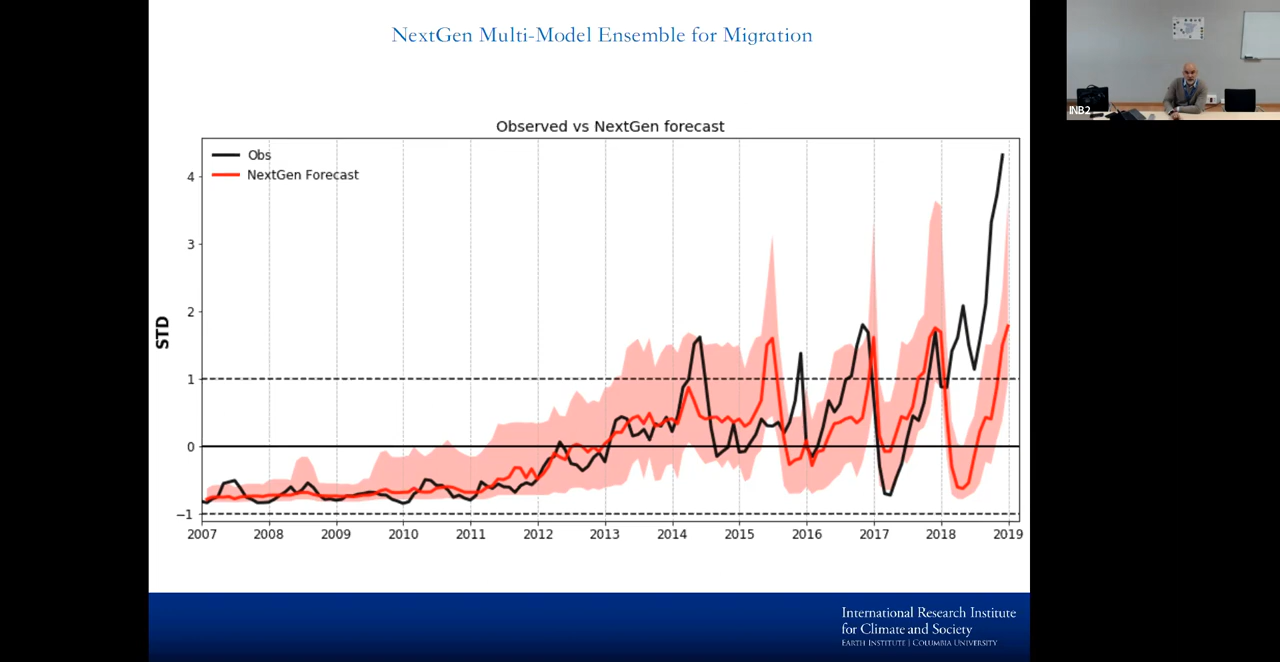 NextGen Multi-Model Ensemble for Migration
INB2
Observed vs NextGen forecast
Obs
NextGen Forecast
STD
4
3
2
1
0
−1
2007 2008 2009 2010 2011 2012 2013 2014 2015 2016 2017 2018 2019
International Research Institute
for Climate and Society
EARTH INSTITUTE | COLUMBIA UNIVERSITY